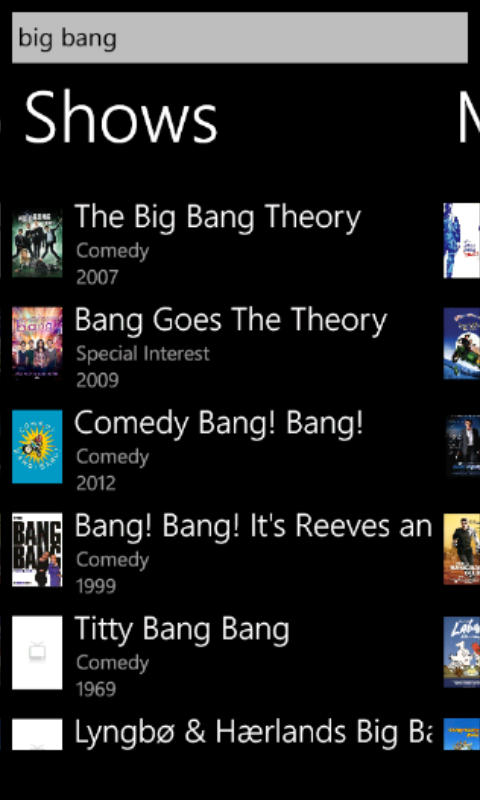 big bang
Shows
The Big Bang Theory
Comedy
2007
Bang Goes The Theory
Special Interest
2009
Comedy Bang! Bang!
Comedy
2012
Bang! Bang! It's Reeves an
Comedy
1999
Titty Bang Bang
Comedy
1969
Lyngbø & Hærlands Big Ba